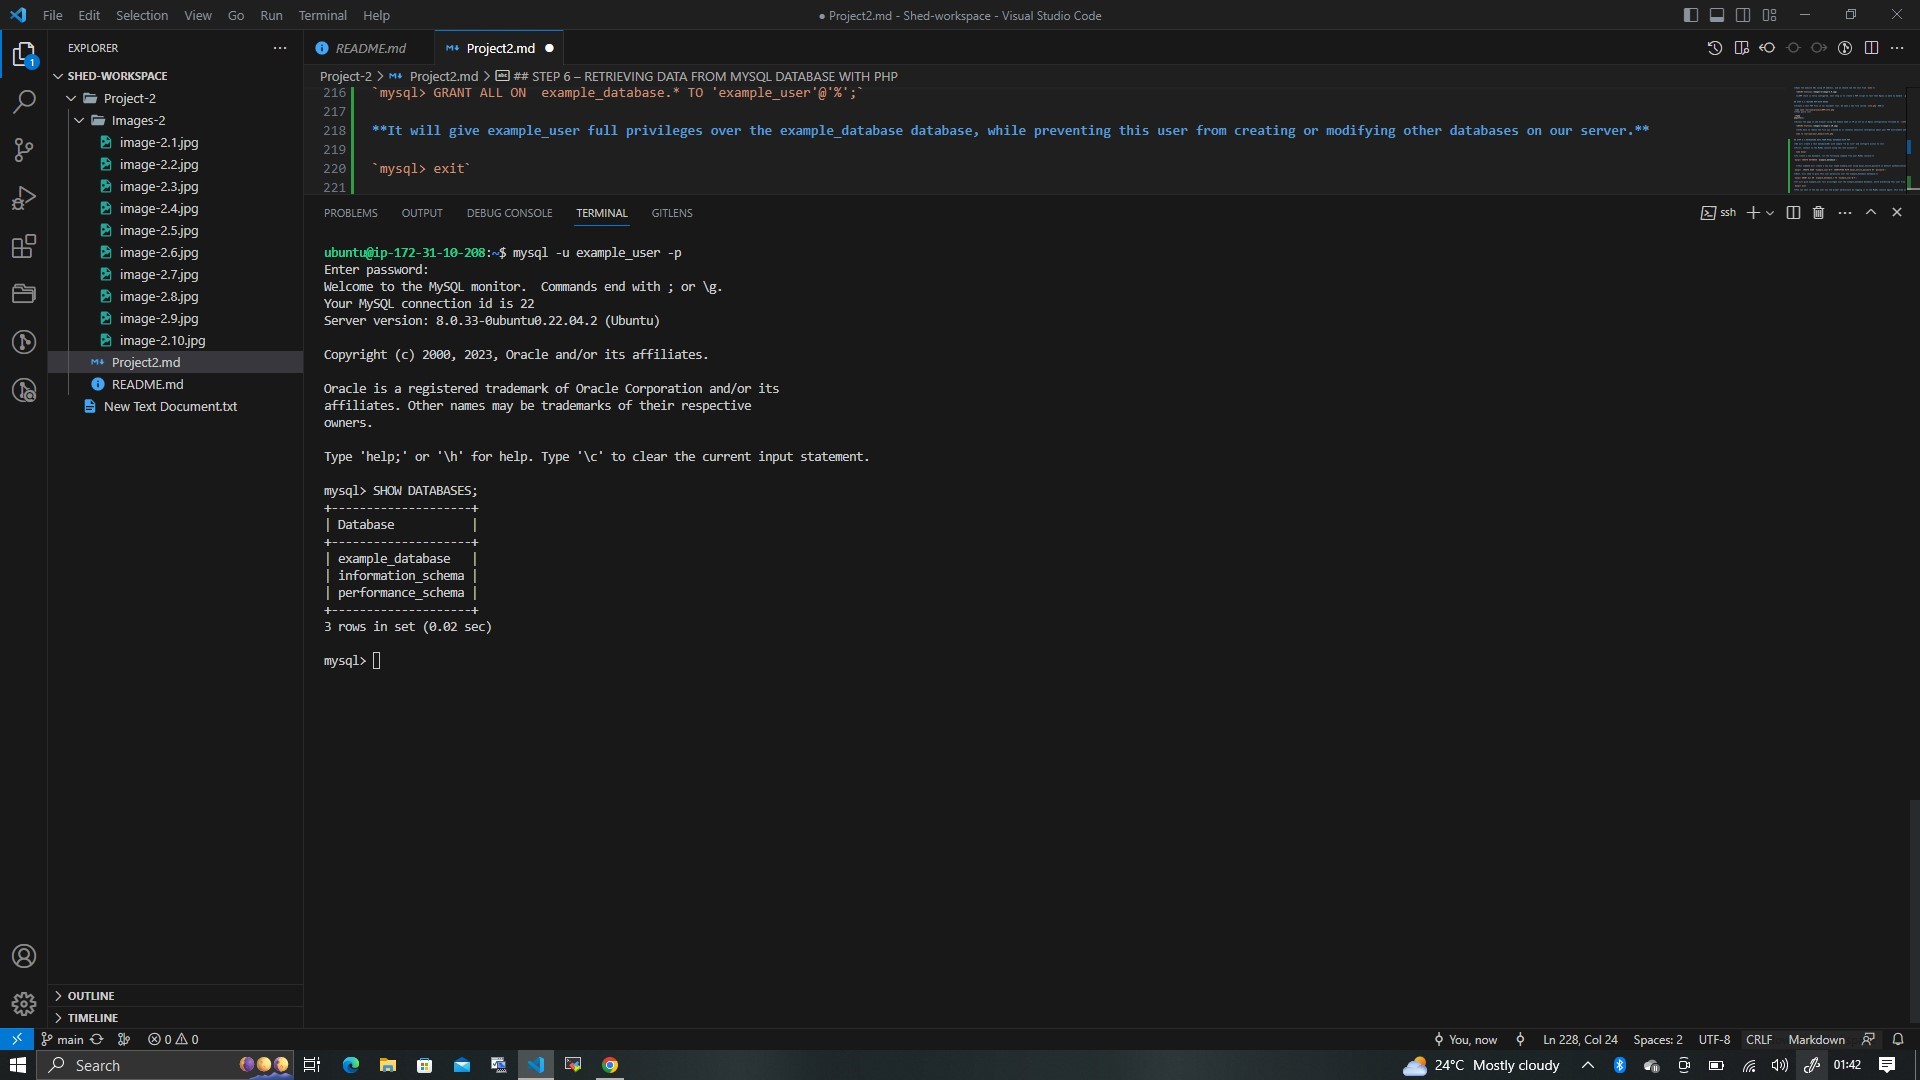 File Edit Selection View Go Run Terminal Help
● Project2.md - Shed-workspace - Visual Studio Code
EXPLORER
README.md
Project2.md
SHED-WORKSPACE
Project-2
Images-2
image-2.1.jpg
image-2.2.jpg
image-2.3.jpg
image-2.4.jpg
image-2.5.jpg
image-2.6.jpg
image-2.7.jpg
image-2.8.jpg
image-2.9.jpg
image-2.10.jpg
Project2.md
README.md
New Text Document.txt
OUTLINE
TIMELINE
1
Project-2 > Project2.md > ## STEP 6 – RETRIEVING DATA FROM MYSQL DATABASE WITH PHP
216 `mysql> GRANT ALL ON  example_database.* TO 'example_user'@'%';`
217
218 **It will give example_user full privileges over the example_database database, while preventing this user from creating or modifying other databases on our server.**
219
220 `mysql> exit`
221
PROBLEMS OUTPUT DEBUG CONSOLE TERMINAL GITLENS
ssh
ubuntu@ip-172-31-10-208:~$ mysql -u example_user -p
Enter password:
Welcome to the MySQL monitor.  Commands end with ; or \g.
Your MySQL connection id is 22
Server version: 8.0.33-0ubuntu0.22.04.2 (Ubuntu)
Copyright (c) 2000, 2023, Oracle and/or its affiliates.
Oracle is a registered trademark of Oracle Corporation and/or its
affiliates. Other names may be trademarks of their respective
owners.
Type 'help;' or '\h' for help. Type '\c' to clear the current input statement.
mysql> SHOW DATABASES;
+--------------------+
| Database           |
+--------------------+
| example_database   |
| information_schema |
| performance_schema |
+--------------------+
3 rows in set (0.02 sec)
mysql>
main 0 0
You, now Ln 228, Col 24 Spaces: 2 UTF-8 CRLF Markdown
Search
24°C Mostly cloudy 01:42